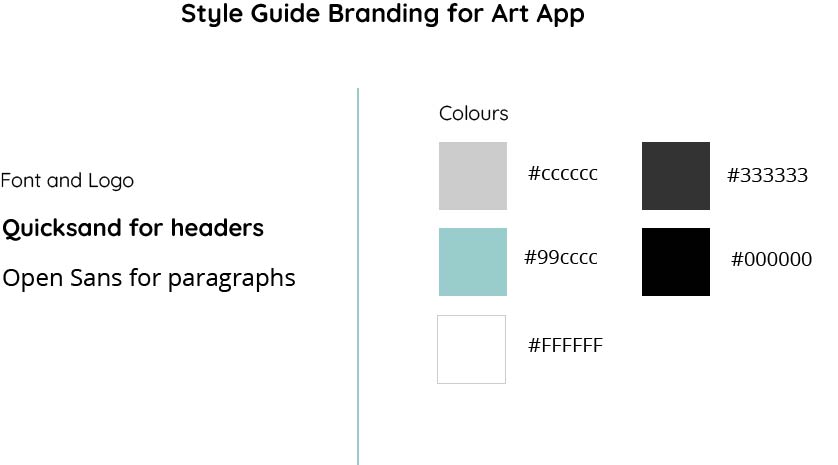 Style Guide Branding for Art App
Font and Logo
Quicksand for headers
Open Sans for paragraphs
Colours
#cccccc
#333333
#99cccc
#000000
#FFFFFF